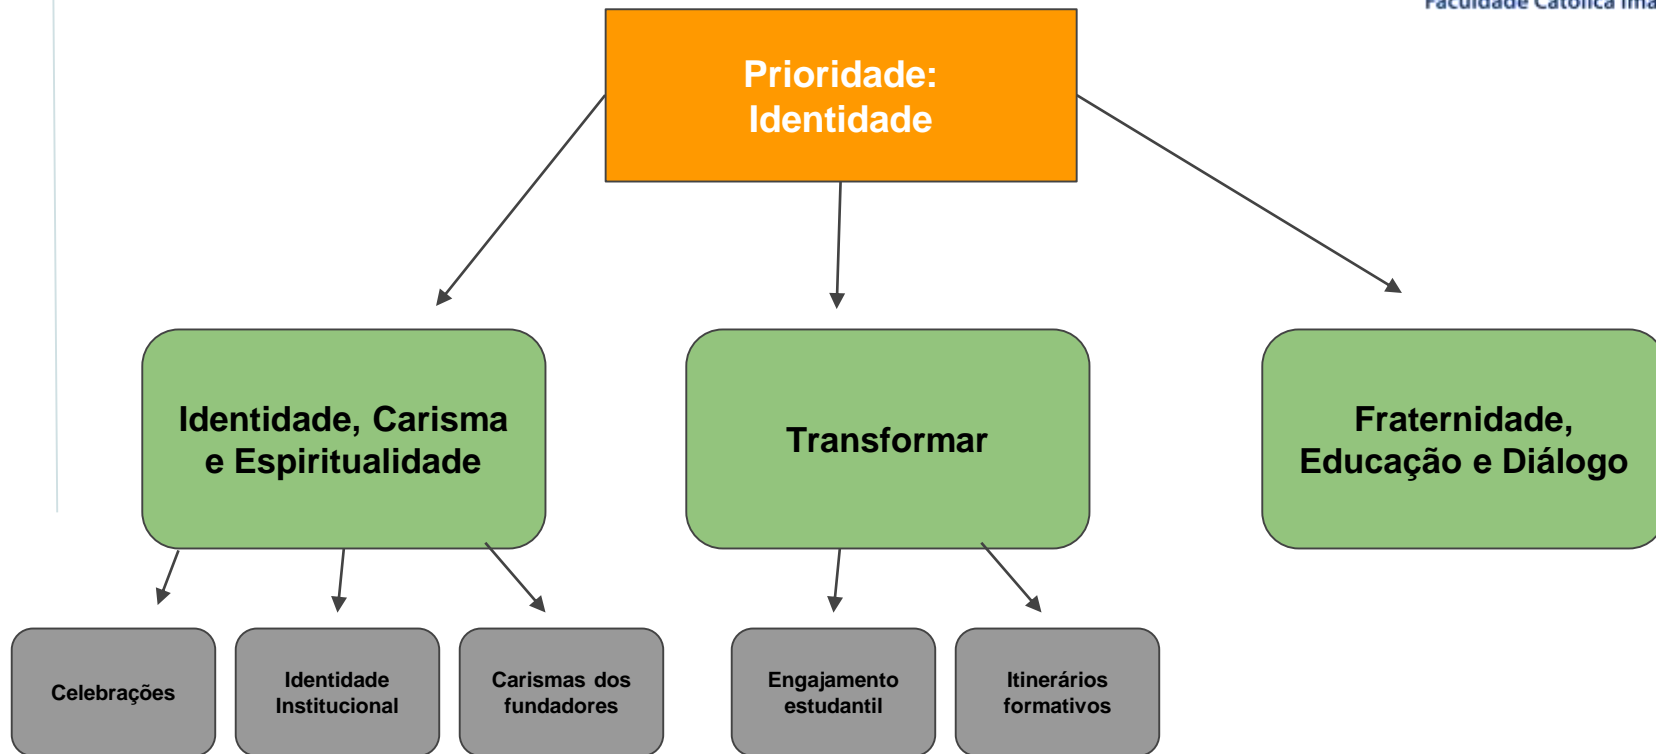 Faculdade Católica
Prioridade:
Identidade
Identidade, Carisma
e Espiritualidade
Transformar
Fraternidade,
Educação e Diálogo
Celebrações
Identidade
Institucional
Carismas dos
fundadores
Engajamento
estudantil
Itinerários
formativos